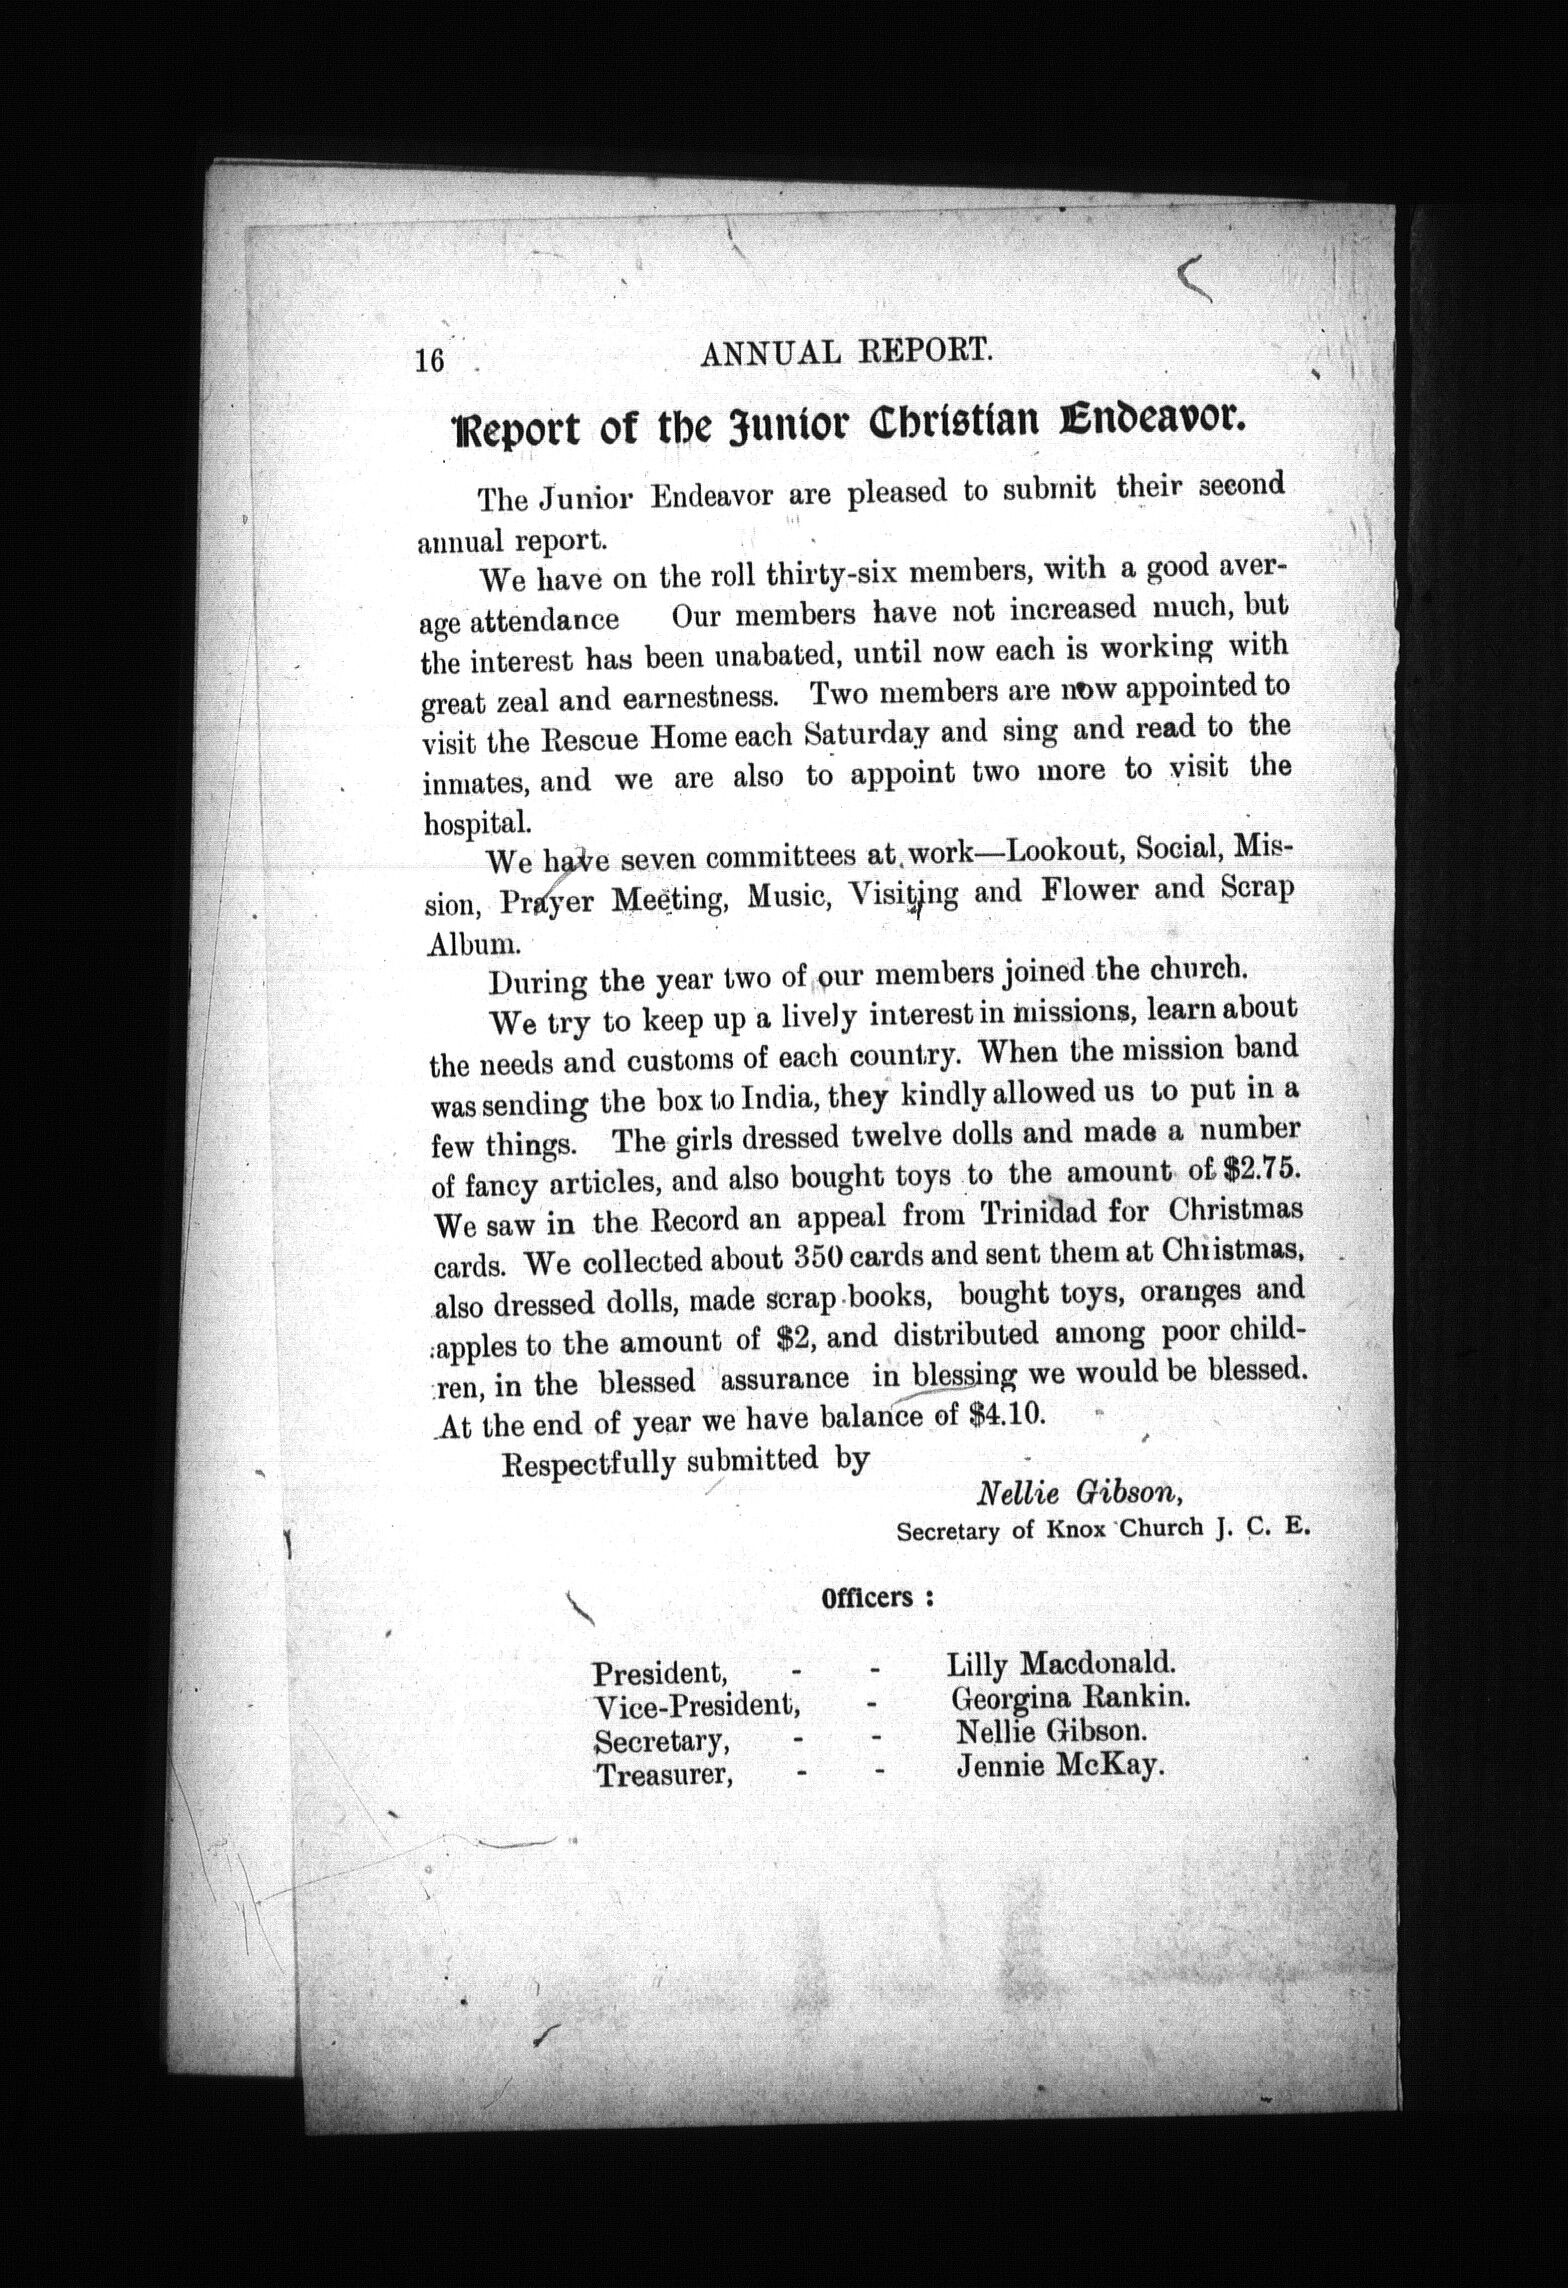 16 ANNUAL REPORT.
Report of the Junior Christian Endeavor.
The Junior Endeavor are pleased to submit their second
annual report.
We have on the roll thirty-six members, with a good aver-
age attendance Our members have not increased much, but
the interest has been unabated, until now each is working with
great zeal and earnestness. Two members are now appointed to
visit the Rescue Home each Saturday and sing and read to the
inmates, and we are also to appoint two more to visit the
hospital.
We have seven committees at work—Lookout, Social, Mis-
sion, Prayer Meeting, Music, Visiting and Flower and Scrap
Album.
During the year two of our members joined the church.
We try to keep up a lively interest in missions, learn about
the needs and customs of each country. When the mission band
was sending the box to India, they kindly allowed us to put in a
few things. The girls dressed twelve dolls and made a number
of fancy articles, and also bought toys to the amount of $2.75.
We saw in the Record an appeal from Trinidad for Christmas
cards. We collected about 350 cards and sent them at Christmas,
also dressed dolls, made scrap-books, bought toys, oranges and
apples to the amount of $2, and distributed among poor child-
ren, in the blessed assurance in blessing we would be blessed.
At the end of year we have balance of $4.10.
Respectfully submitted by
Nellie Gibson,
Secretary of Knox Church J. C. E.
Officers :
President, - - Lilly Macdonald.
Vice-President, - Georgina Rankin.
Secretary, - - Nellie Gibson.
Treasurer, - - Jennie McKay.